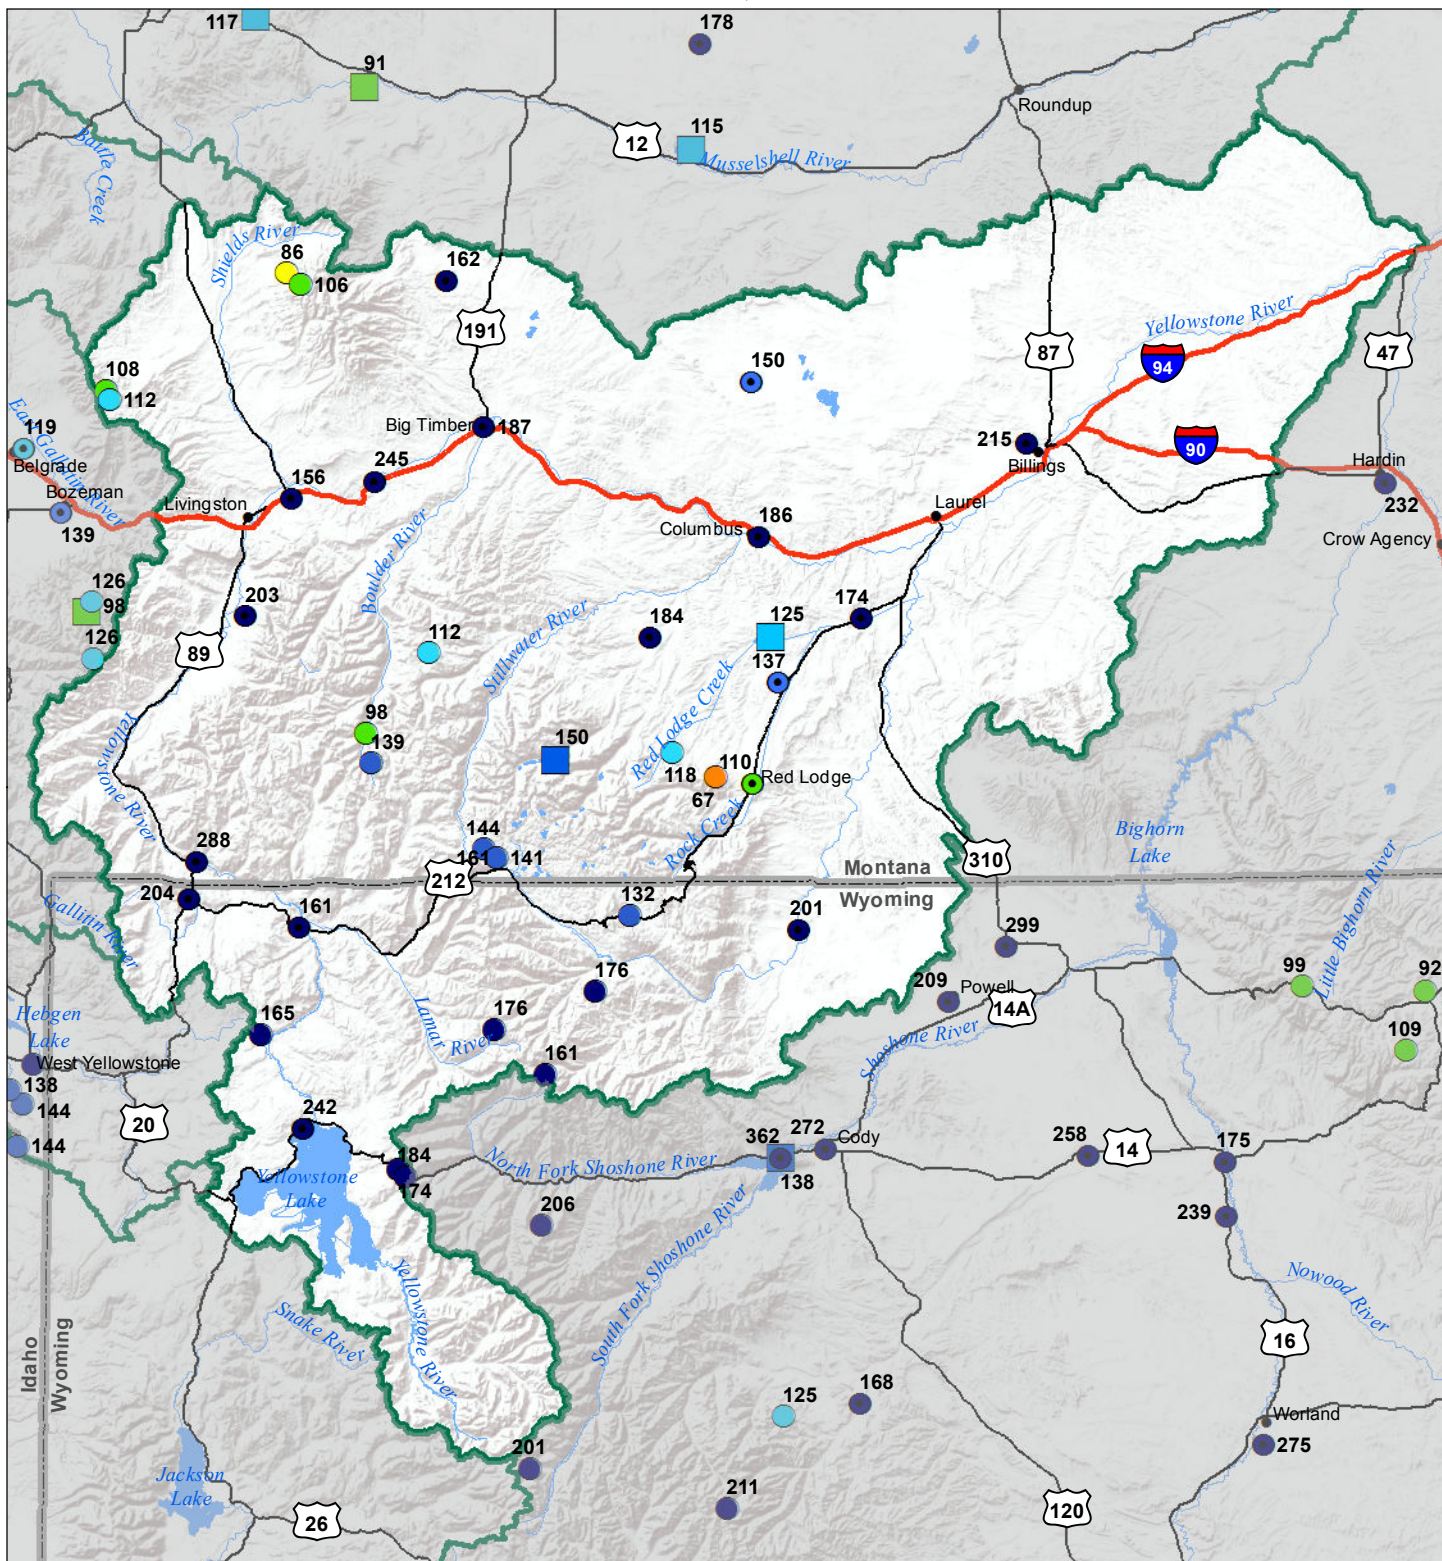 117
178
91
Roundup
115
12
Musselshell River
Battle Creek
Shields River
86
106
162
191
Yellowstone River
87
94
47
150
108
112
East Gallitin River
119
Belgrade
Big Timber
187
215
Billings
90
Hardin
232
245
156
Bozeman
139
Livingston
Laurel
186
Columbus
Crow Agency
Boulder River
126
98
126
203
89
112
Stillwater River
184
174
125
137
Red Lodge Creek
Yellowstone River
98
139
150
118
67
110
Red Lodge
Rock Creek
144
161
141
212
288
204
Gallitin River
161
132
Montana
Wyoming
310
201
Bighorn
Lake
Little Bighorn River
299
99
92
109
209
Powell
14A
Shoshone River
176
176
Lamar River
161
165
Hebgen
Lake
West Yellowstone
138
144
144
20
242
Yellowstone
Lake
184
174
North Fork Shoshone River
362
138
272
Cody
258
14
175
239
206
South Fork Shoshone River
Yellowstone River
Snake River
Nowood River
16
Idaho
Wyoming
125
168
Worland
275
201
211
Jackson
Lake
26
120